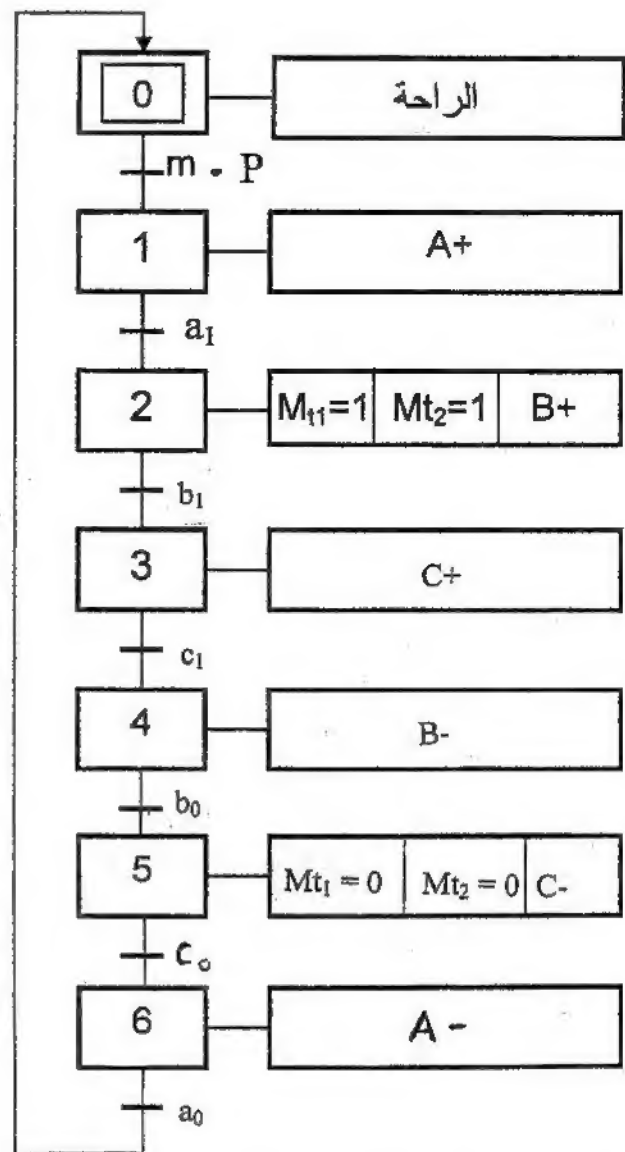 0 الراحة
m . P
1 A+
a₁
2 Mₜ₁=1 Mt₂=1 B+
b₁
3 C+
c₁
4 B-
b₀
5 Mt₁ = 0 Mt₂ = 0 C-
C₀
6 A -
a₀